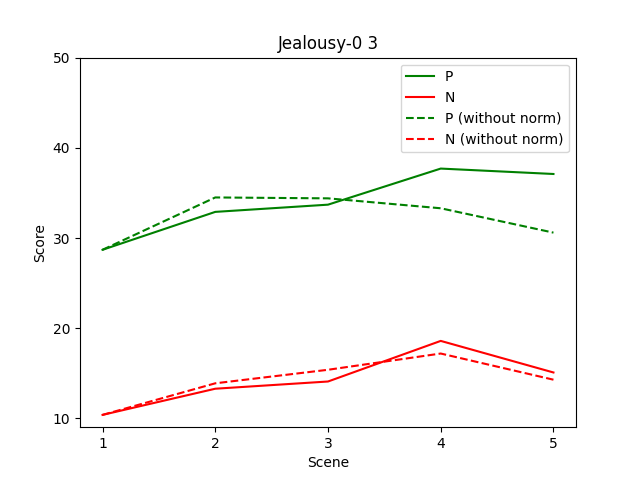 Jealousy-0 3
50
40
30
20
10
Score
P
N
P (without norm)
N (without norm)
1 2 3 4 5
Scene